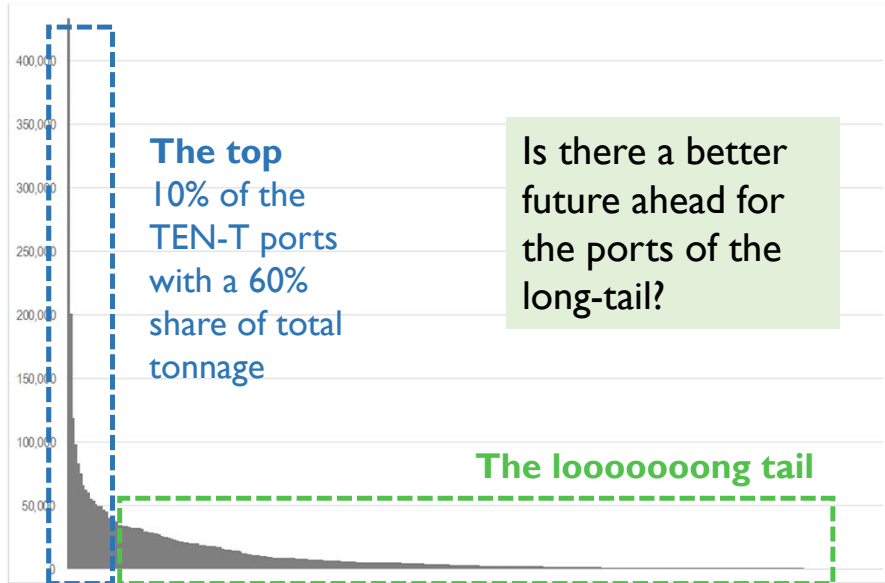 400,000
350,000
300,000
250,000
200,000
150,000
100,000
50,000
0
The top
10% of the
TEN-T ports
with a 60%
share of total
tonnage
Is there a better
future ahead for
the ports of the
long-tail?
The looooooong tail